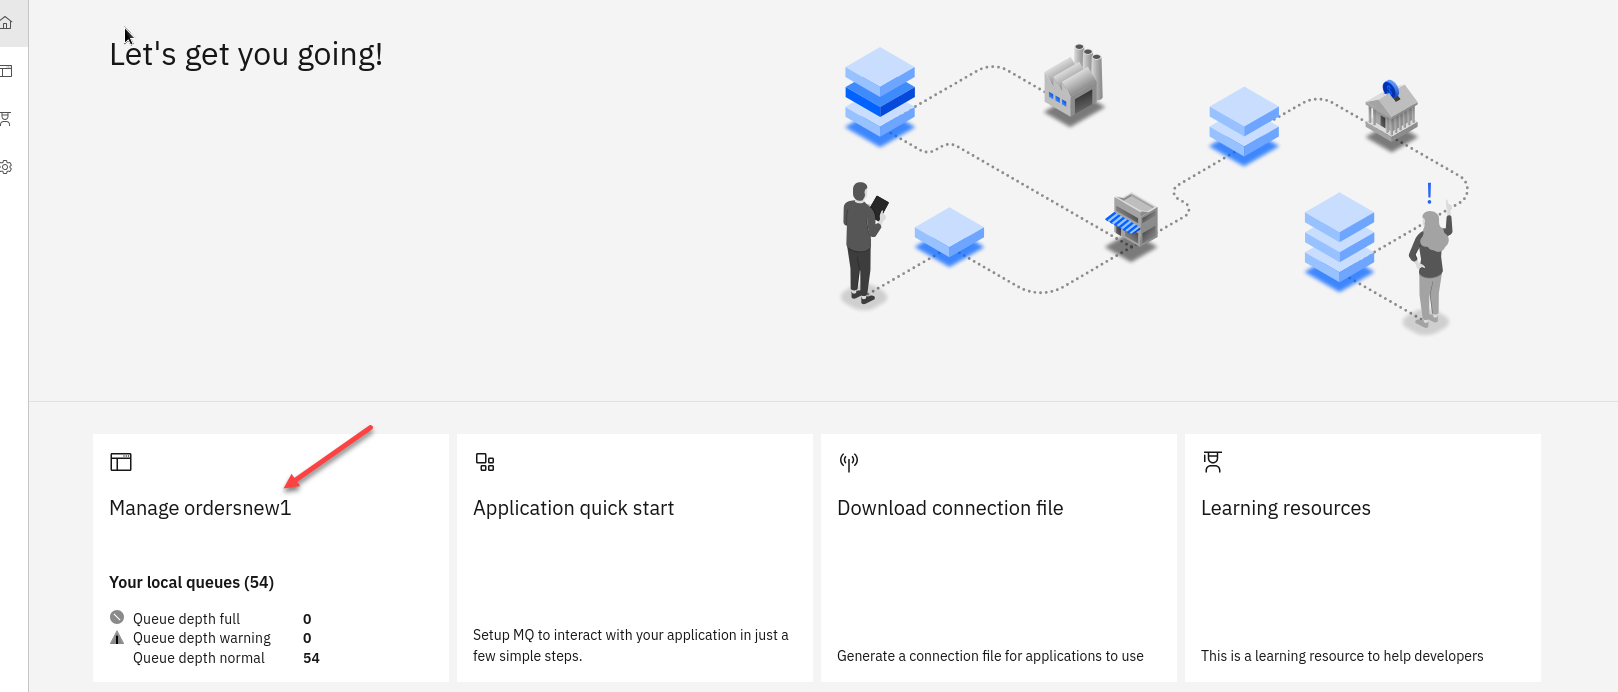 Let's get you going!
Manage ordersnew1
Your local queues (54)
Queue depth full 0
Queue depth warning 0
Queue depth normal 54
Application quick start
Setup MQ to interact with your application in just a
few simple steps.
Download connection file
Generate a connection file for applications to use
Learning resources
This is a learning resource to help developers